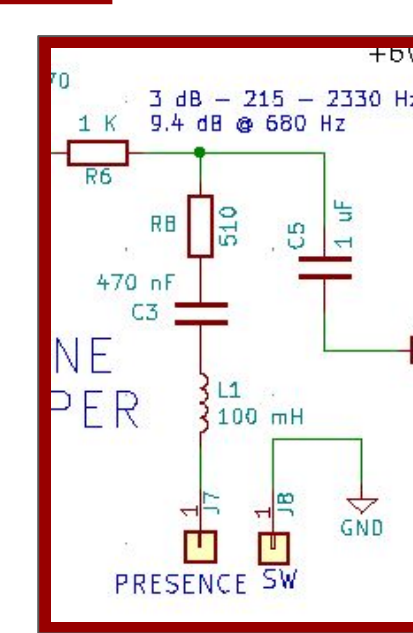 +6V
70
3 dB – 215 – 2330 Hz
1 K 9.4 dB @ 680 Hz
R6
R8
510
C5
1 uF
470 nF
C3
NE
PER
L1
100 mH
1
J7
1
J8
GND
PRESENCE SW